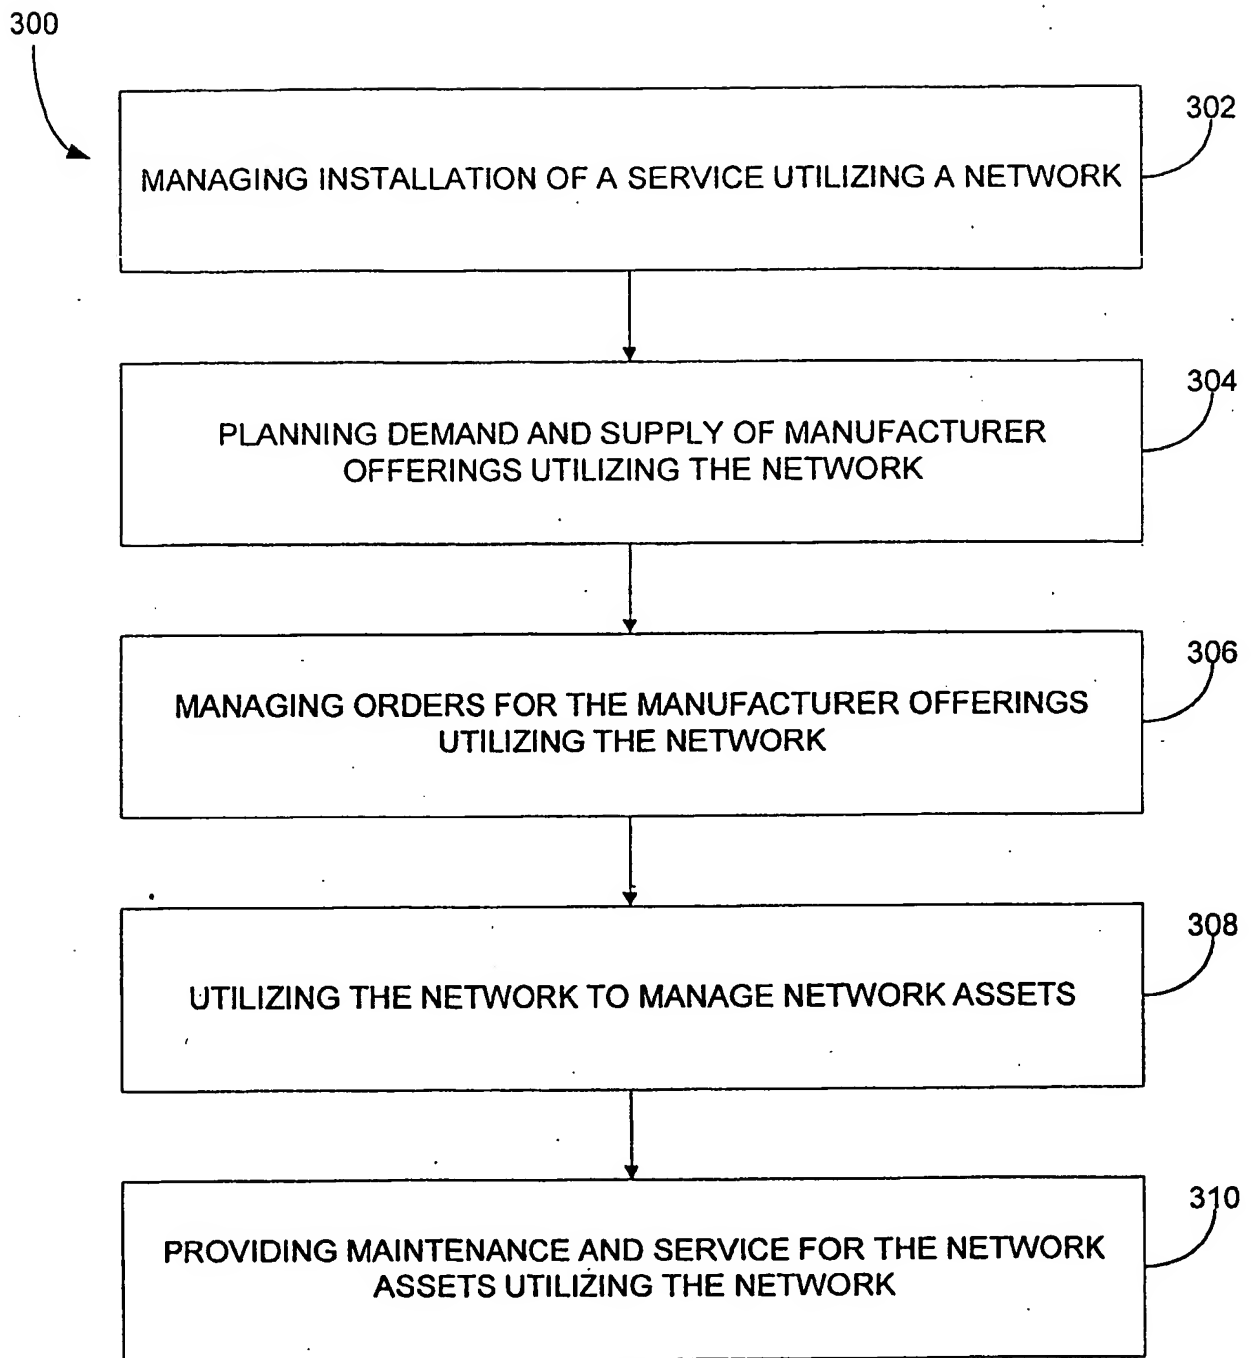 300
302
MANAGING INSTALLATION OF A SERVICE UTILIZING A NETWORK
304
PLANNING DEMAND AND SUPPLY OF MANUFACTURER
OFFERINGS UTILIZING THE NETWORK
306
MANAGING ORDERS FOR THE MANUFACTURER OFFERINGS
UTILIZING THE NETWORK
308
UTILIZING THE NETWORK TO MANAGE NETWORK ASSETS
310
PROVIDING MAINTENANCE AND SERVICE FOR THE NETWORK
ASSETS UTILIZING THE NETWORK